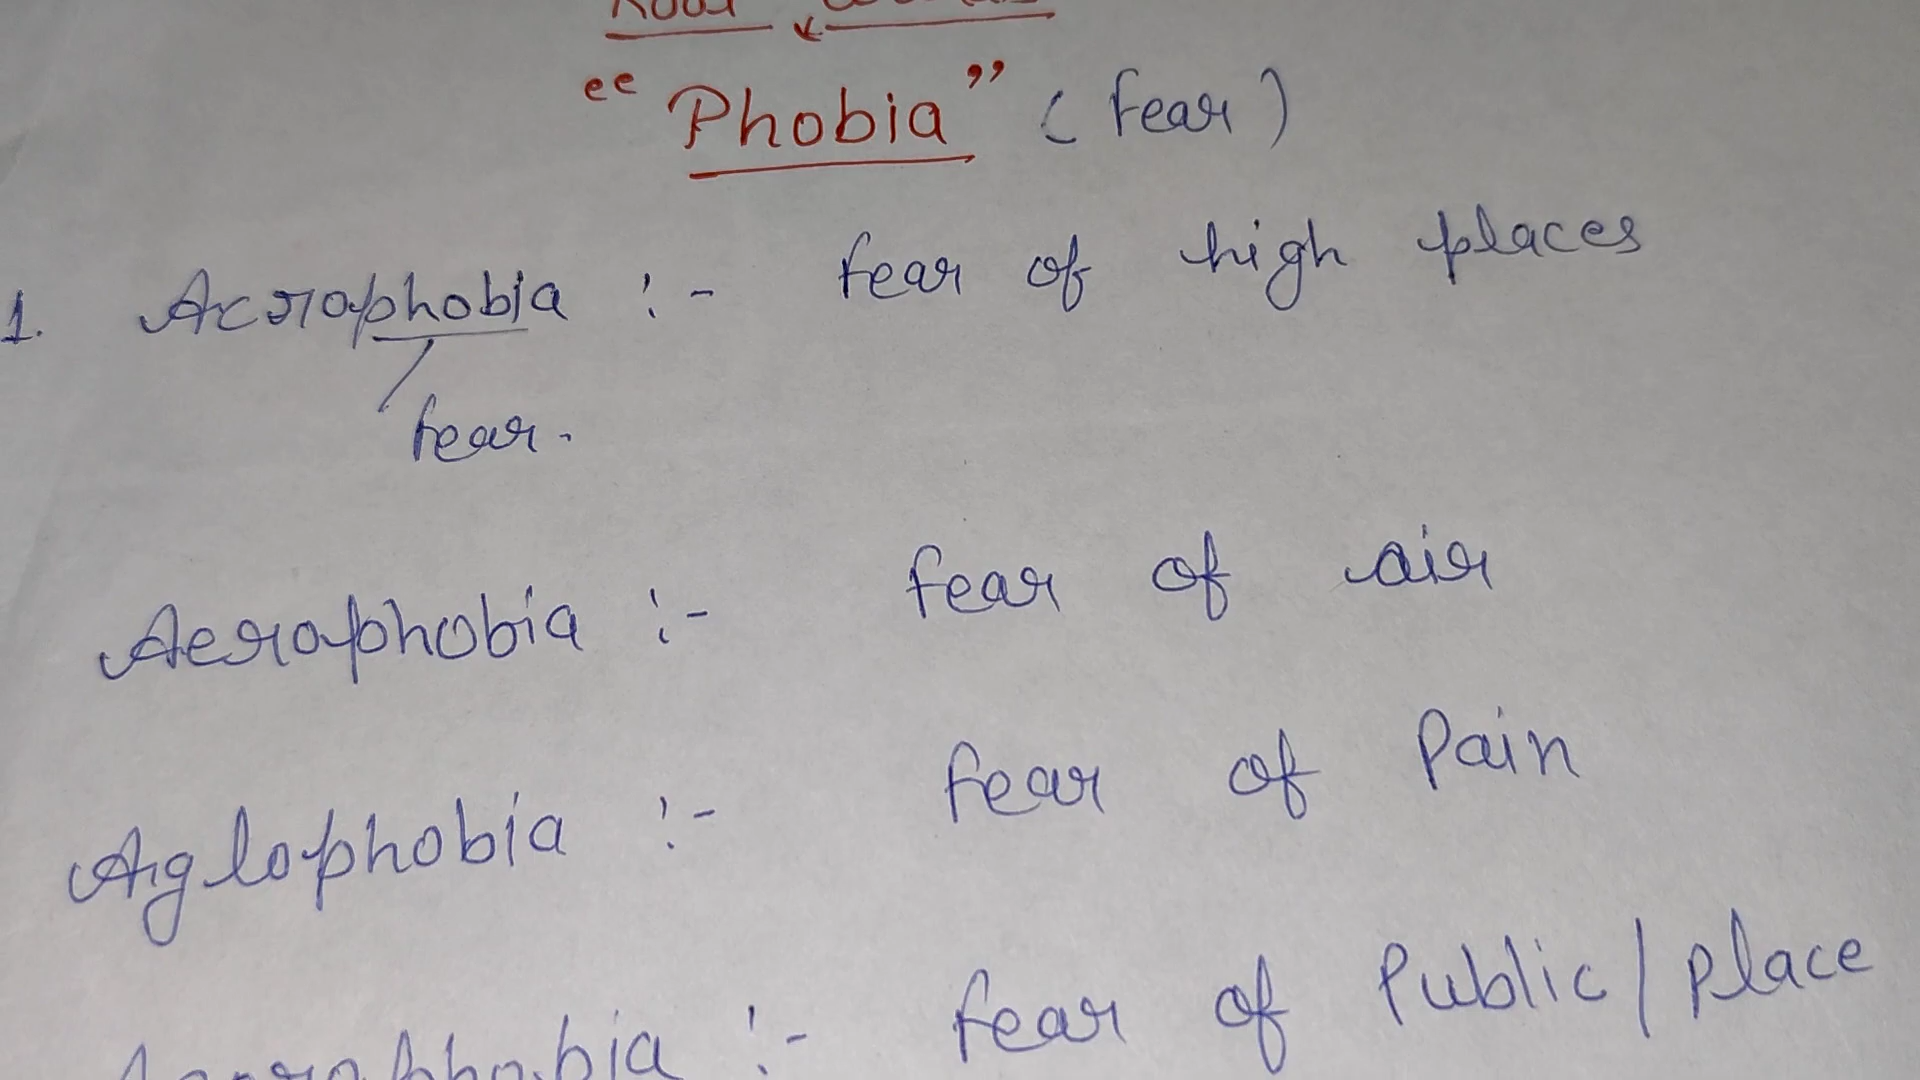 Root
"Phobia" (fear)
1. Acrophobia :- fear of high places
fear.
Aerophobia :- fear of air
Aglophobia :- fear of Pain
:- fear of Public/place